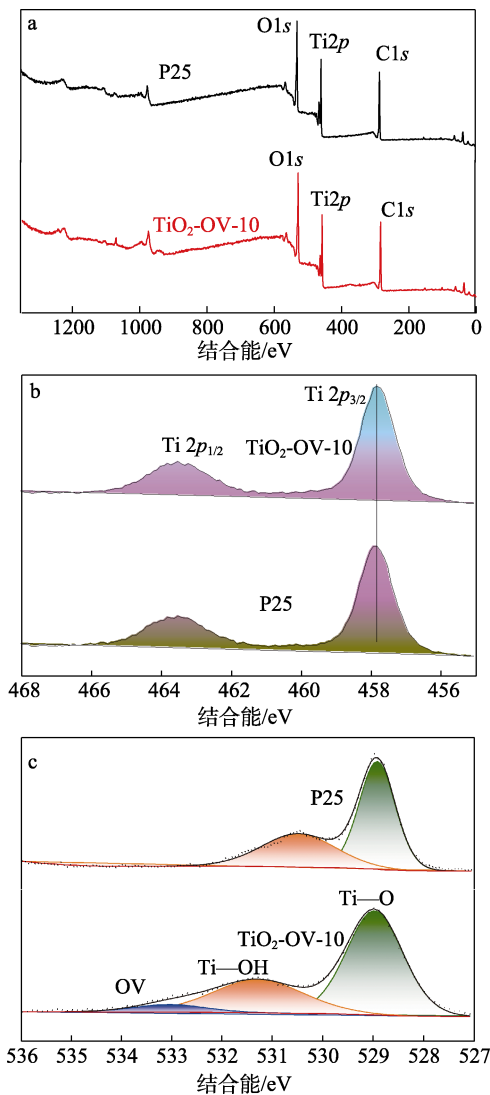 a
O1s
Ti2p
C1s
P25
O1s
Ti2p
C1s
TiO₂-OV-10
1200 1000 800 600 400 200 0
结合能/eV
b
Ti 2p₃/₂
Ti 2p₁/₂
TiO₂-OV-10
P25
468 466 464 462 460 458 456
结合能/eV
c
P25
Ti—O
TiO₂-OV-10
Ti—OH
OV
536 535 534 533 532 531 530 529 528 527
结合能/eV